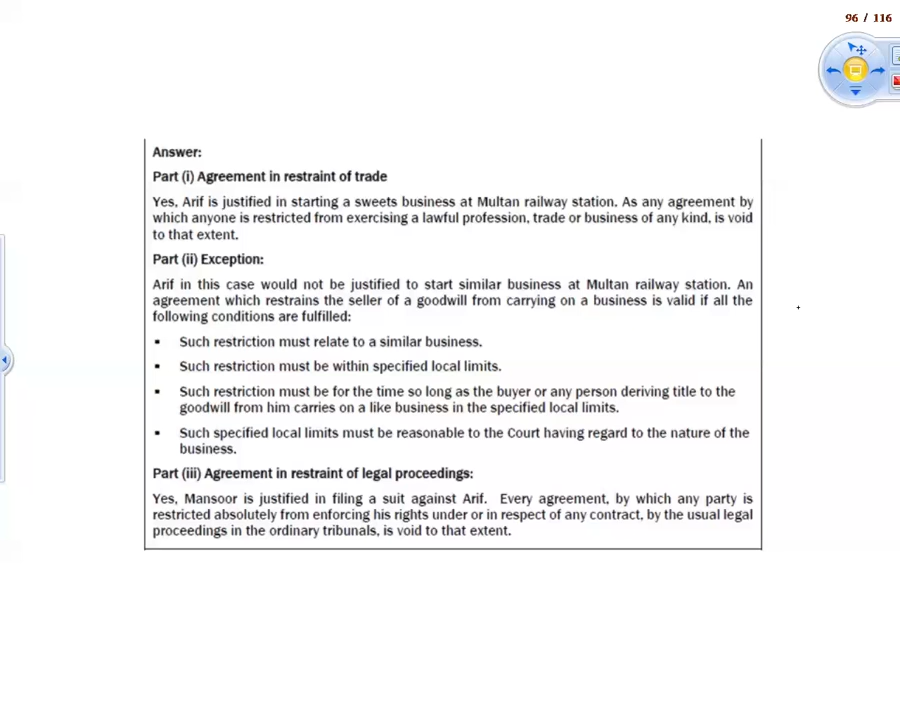 96 / 116
Answer:
Part (i) Agreement in restraint of trade
Yes, Arif is justified in starting a sweets business at Multan railway station. As any agreement by
which anyone is restricted from exercising a lawful profession, trade or business of any kind, is void
to that extent.
Part (ii) Exception:
Arif in this case would not be justified to start similar business at Multan railway station. An
agreement which restrains the seller of a goodwill from carrying on a business is valid if all the
following conditions are fulfilled:
▪ Such restriction must relate to a similar business.
▪ Such restriction must be within specified local limits.
▪ Such restriction must be for the time so long as the buyer or any person deriving title to the
goodwill from him carries on a like business in the specified local limits.
▪ Such specified local limits must be reasonable to the Court having regard to the nature of the
business.
Part (iii) Agreement in restraint of legal proceedings:
Yes, Mansoor is justified in filing a suit against Arif. Every agreement, by which any party is
restricted absolutely from enforcing his rights under or in respect of any contract, by the usual legal
proceedings in the ordinary tribunals, is void to that extent.